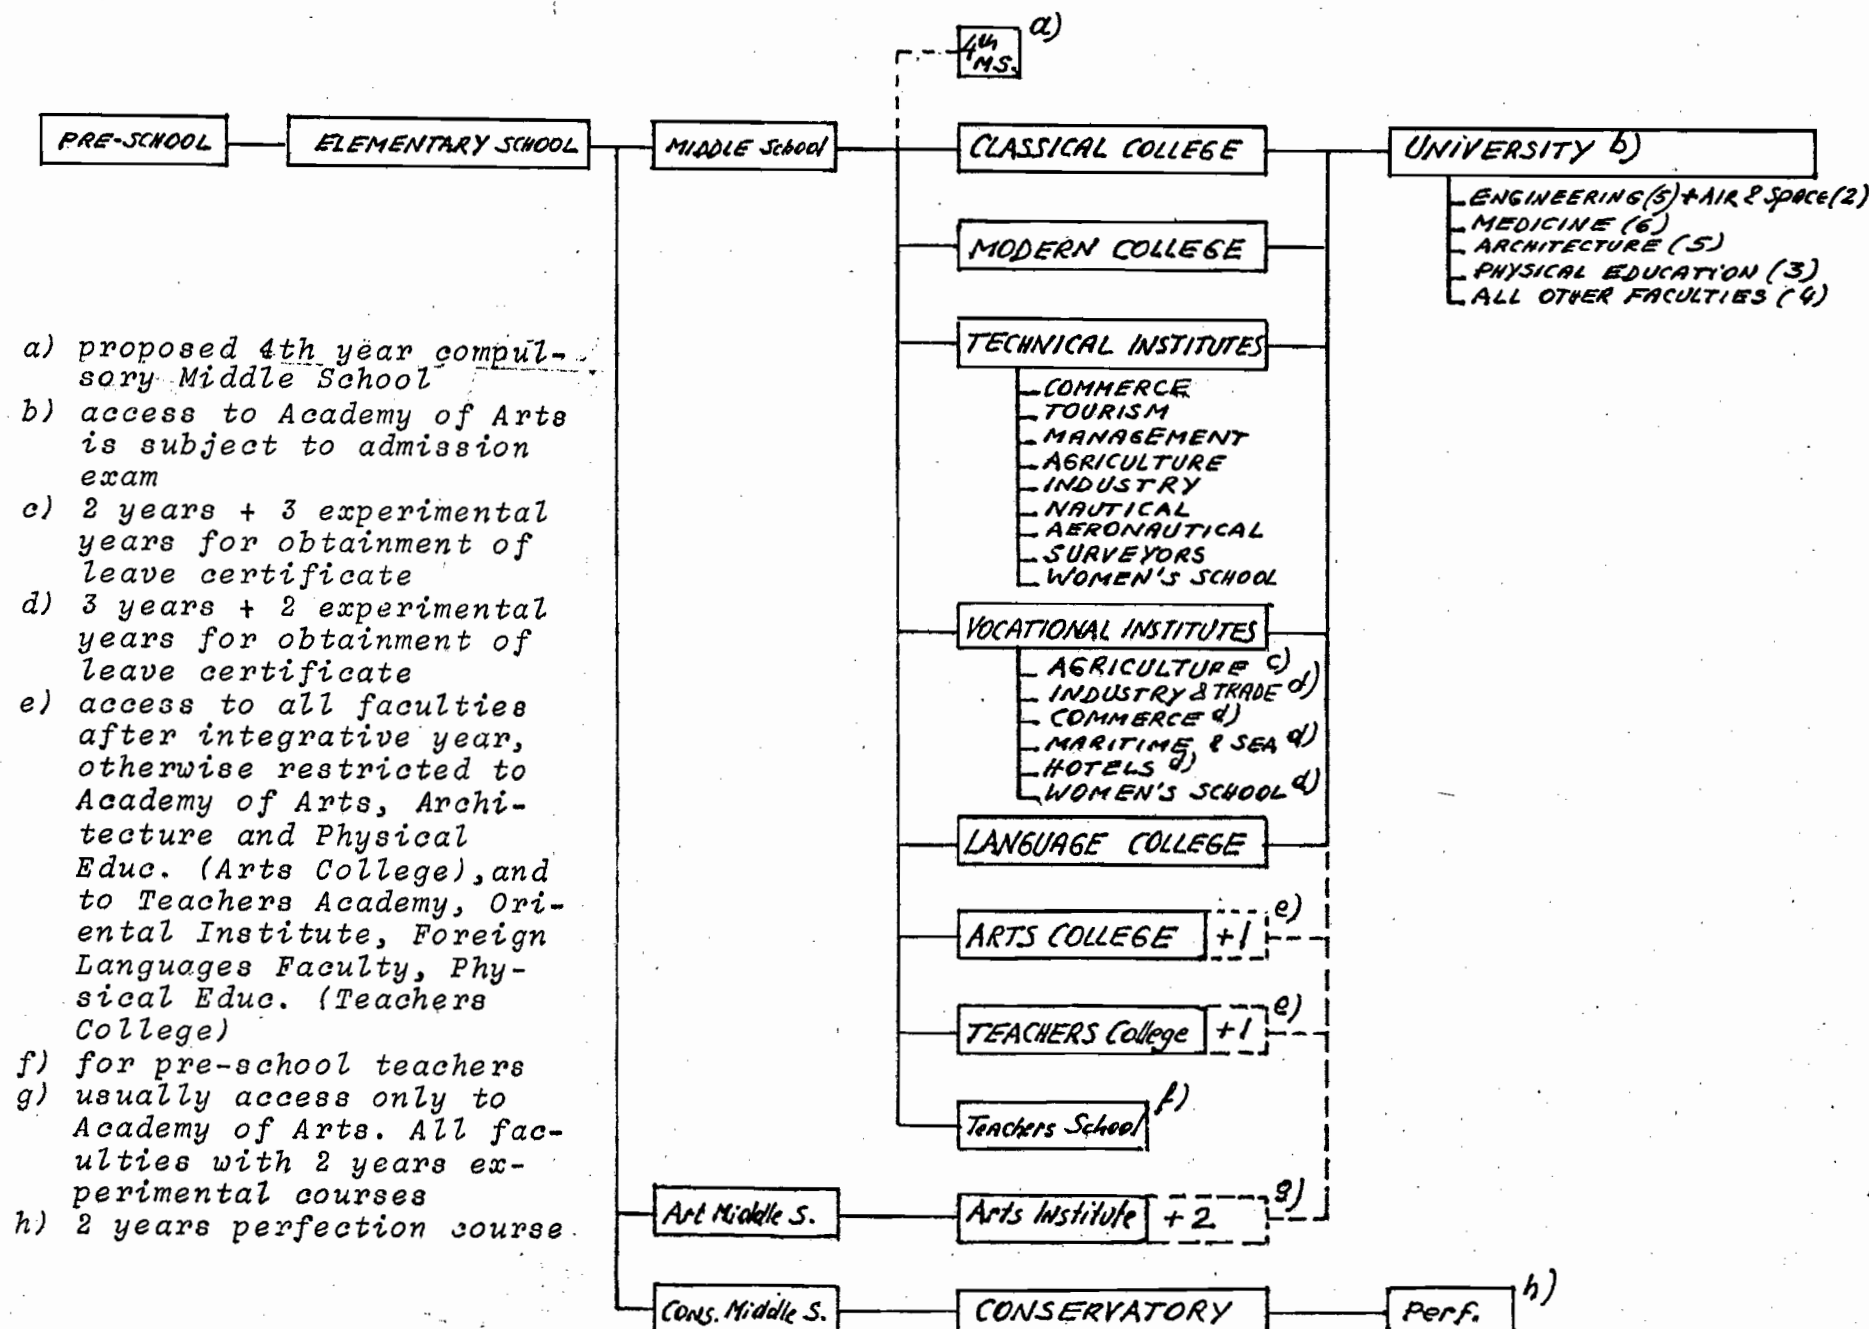 4th
MS.
a)
PRE-SCHOOL
ELEMENTARY SCHOOL
MIDDLE School
CLASSICAL COLLEGE
UNIVERSITY b)
ENGINEERING (5) + AIR & SPACE (2)
MEDICINE (6)
ARCHITECTURE (5)
PHYSICAL EDUCATION (3)
ALL OTHER FACULTIES (4)
MODERN COLLEGE
TECHNICAL INSTITUTES
COMMERCE
TOURISM
MANAGEMENT
AGRICULTURE
INDUSTRY
NAUTICAL
AERONAUTICAL
SURVEYORS
WOMEN'S SCHOOL
VOCATIONAL INSTITUTES
AGRICULTURE c)
INDUSTRY & TRADE d)
COMMERCE d)
MARITIME & SEA d)
HOTELS d)
WOMEN'S SCHOOL d)
LANGUAGE COLLEGE
ARTS COLLEGE +1 e)
TEACHERS College +1 e)
Teachers School f)
Art Middle S.
Arts Institute +2 g)
Cons. Middle S.
CONSERVATORY
Perf. h)
a) proposed 4th year compul-
sory Middle School
b) access to Academy of Arts
is subject to admission
exam
c) 2 years + 3 experimental
years for obtainment of
leave certificate
d) 3 years + 2 experimental
years for obtainment of
leave certificate
e) access to all faculties
after integrative year,
otherwise restricted to
Academy of Arts, Archi-
tecture and Physical
Educ. (Arts College), and
to Teachers Academy, Ori-
ental Institute, Foreign
Languages Faculty, Phy-
sical Educ. (Teachers
College)
f) for pre-school teachers
g) usually access only to
Academy of Arts. All fac-
ulties with 2 years ex-
perimental courses
h) 2 years perfection course